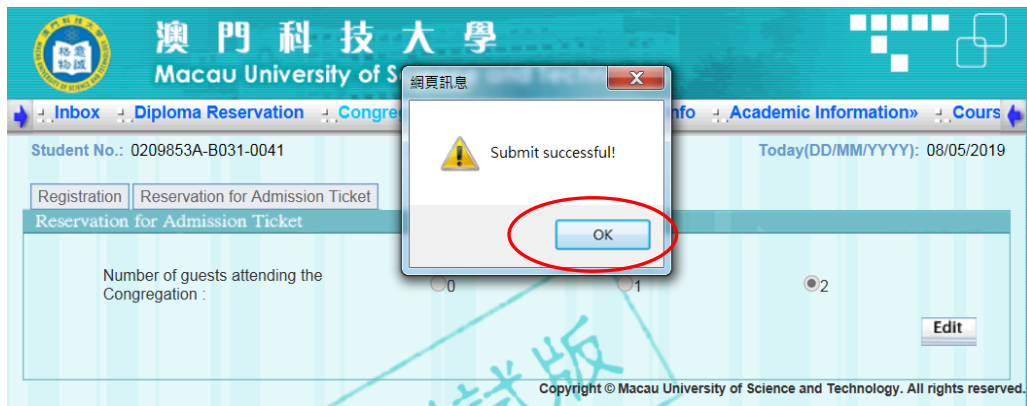 澳門科技大學
Macau University of S
網頁訊息
X
Inbox Diploma Reservation Congre nfo Academic Information» Cours
Submit successful!
Student No.: 0209853A-B031-0041 Today(DD/MM/YYYY): 08/05/2019
Registration Reservation for Admission Ticket
Reservation for Admission Ticket
OK
Number of guests attending the
Congregation :
0 1 2
Edit
試版
Copyright © Macau University of Science and Technology. All rights reserved.